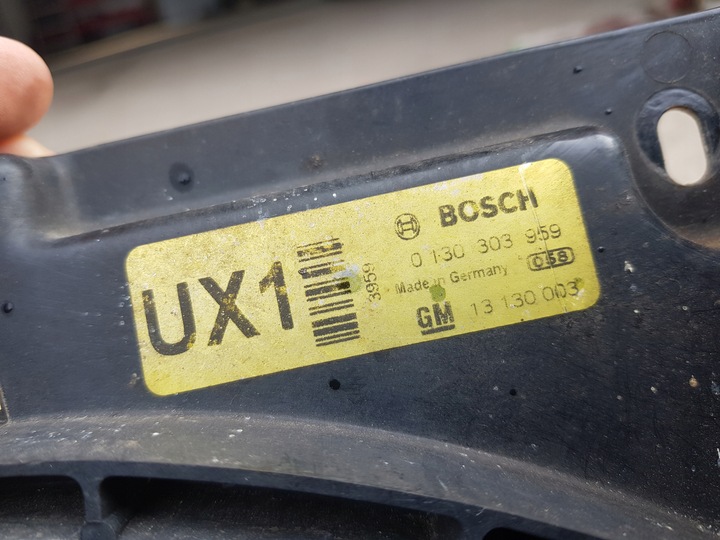 BOSCH
0 130 303 959
Made in Germany 058
GM 13 130 003
UX1
3959